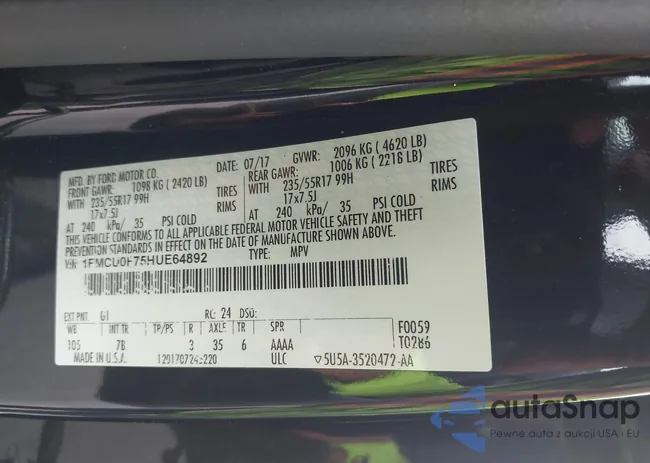 MFD. BY FORD MOTOR CO. DATE: 07/17 GVWR: 2096 KG ( 4620 LB)
FRONT GAWR: 1098 KG ( 2420 LB) REAR GAWR: 1006 KG ( 2218 LB)
WITH 235/55R17 99H TIRES WITH 235/55R17 99H TIRES
17x7.5J RIMS 17x7.5J RIMS
AT 240 kPa/ 35 PSI COLD AT 240 kPa/ 35 PSI COLD
THIS VEHICLE CONFORMS TO ALL APPLICABLE FEDERAL MOTOR VEHICLE SAFETY AND THEFT
PREVENTION STANDARDS IN EFFECT ON THE DATE OF MANUFACTURE SHOWN ABOVE.
VIN: 1FMCU0F75HUE64892 TYPE: MPV
EXT PNT: G1 RC: 24 DSO:
WB INT TR TP/PS R AXLE TR SPR F0059
105 7B 3 35 6 AAAA T0286
MADE IN U.S.A. ULC 5U5A-3520472-AA
autoSnap
Pewne auta z aukcji USA i EU